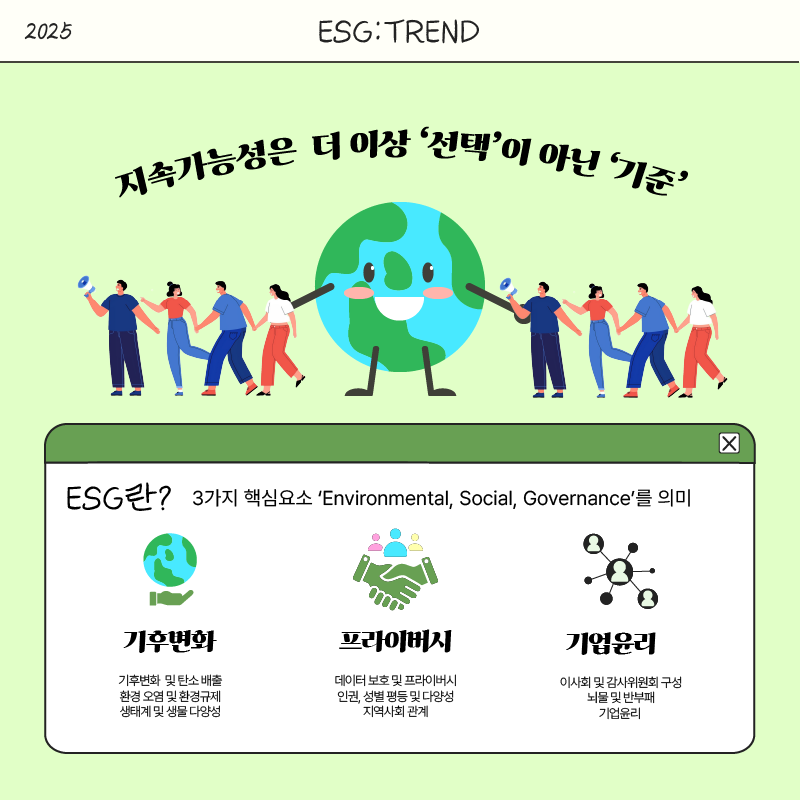 2025
ESG:TREND
지속가능성은 더 이상 ‘선택’이 아닌 ‘기준’
ESG란? 3가지 핵심요소 ‘Environmental, Social, Governance’를 의미
기후변화
기후변화 및 탄소 배출
환경 오염 및 환경규제
생태계 및 생물 다양성
프라이버시
데이터 보호 및 프라이버시
인권, 성별 평등 및 다양성
지역사회 관계
기업윤리
이사회 및 감사위원회 구성
뇌물 및 반부패
기업윤리